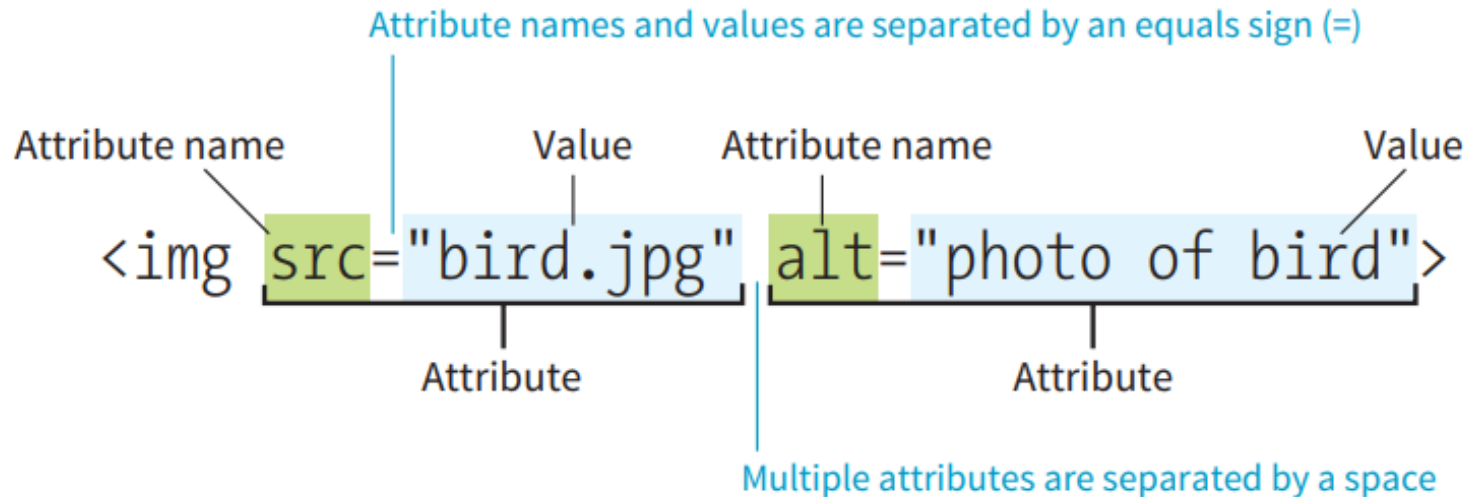 Attribute names and values are separated by an equals sign (=)
Attribute name Value Attribute name Value
<img src="bird.jpg" alt="photo of bird">
Attribute Attribute
Multiple attributes are separated by a space